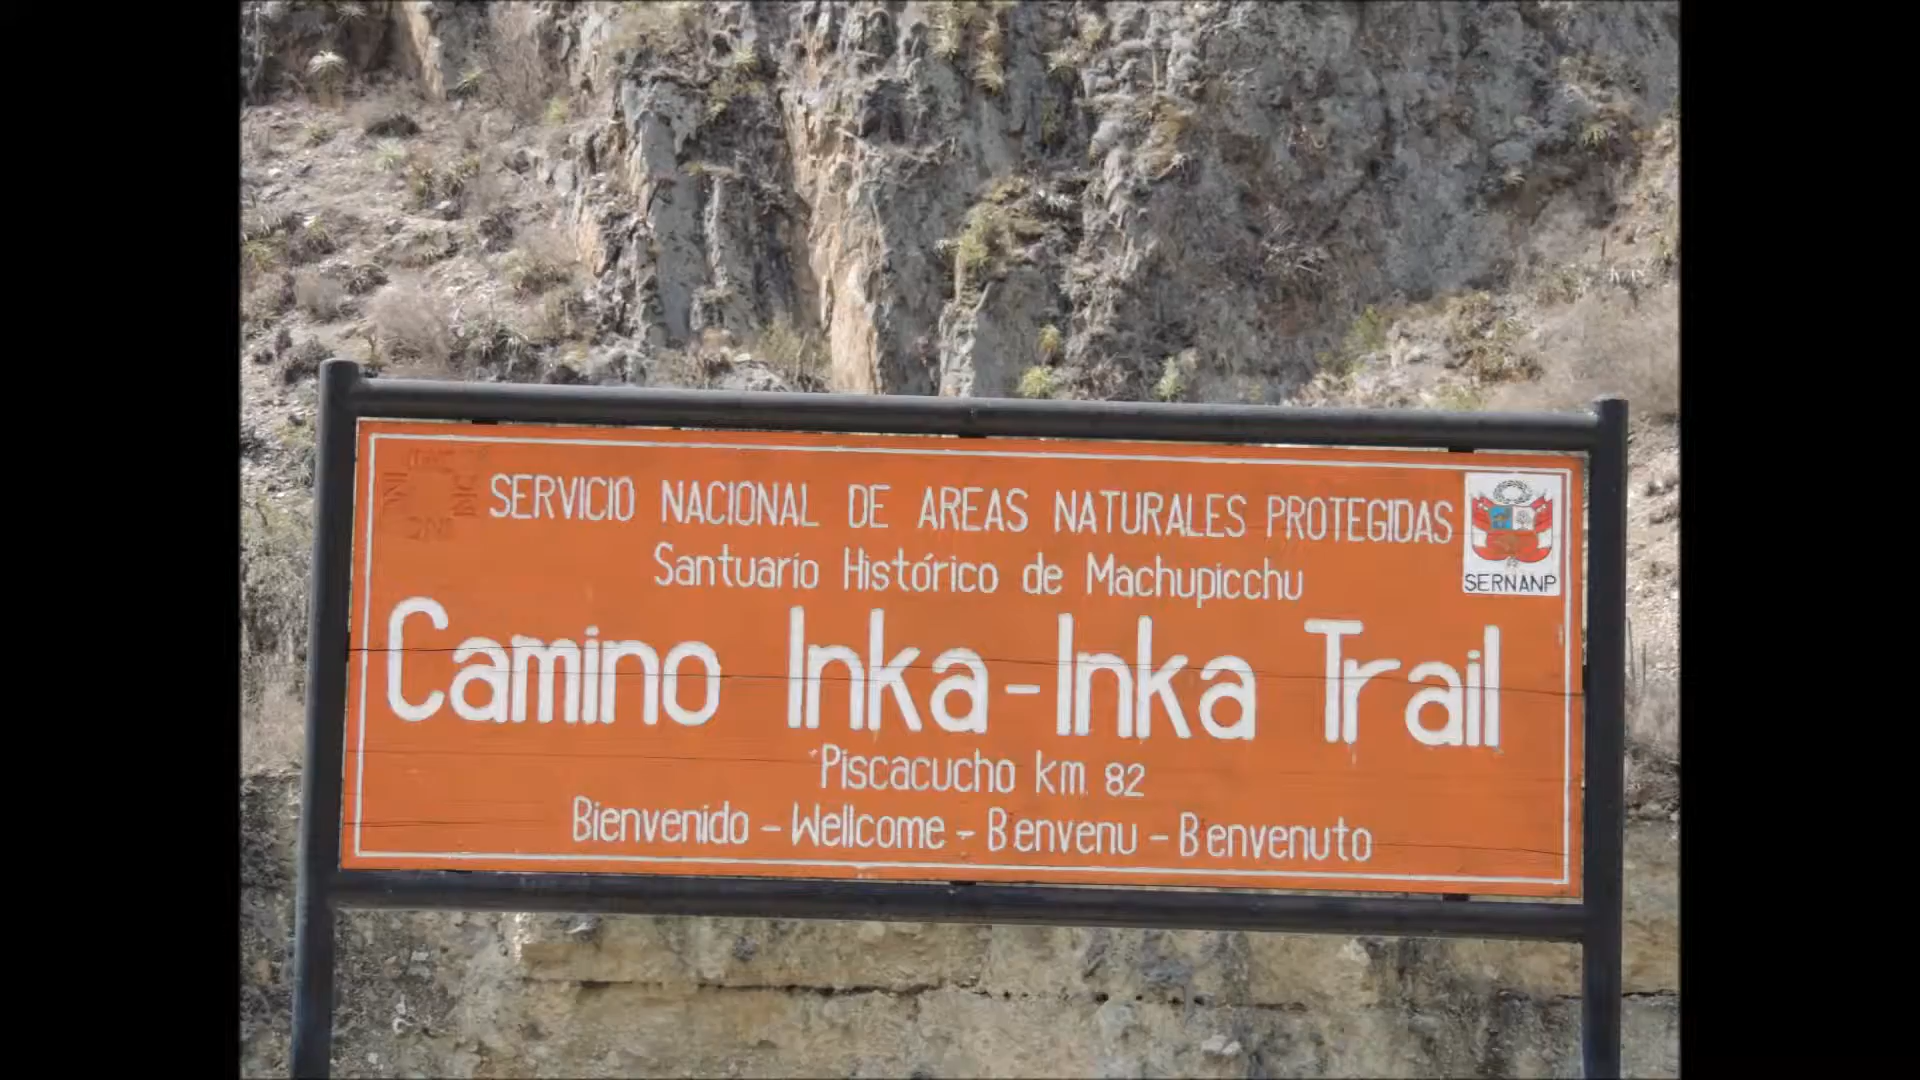 SERVICIO NACIONAL DE AREAS NATURALES PROTEGIDAS
SERNANP
Santuario Histórico de Machupicchu
Camino Inka - Inka Trail
Piscacucho km. 82
Bienvenido - Wellcome - Benvenu - Benvenuto